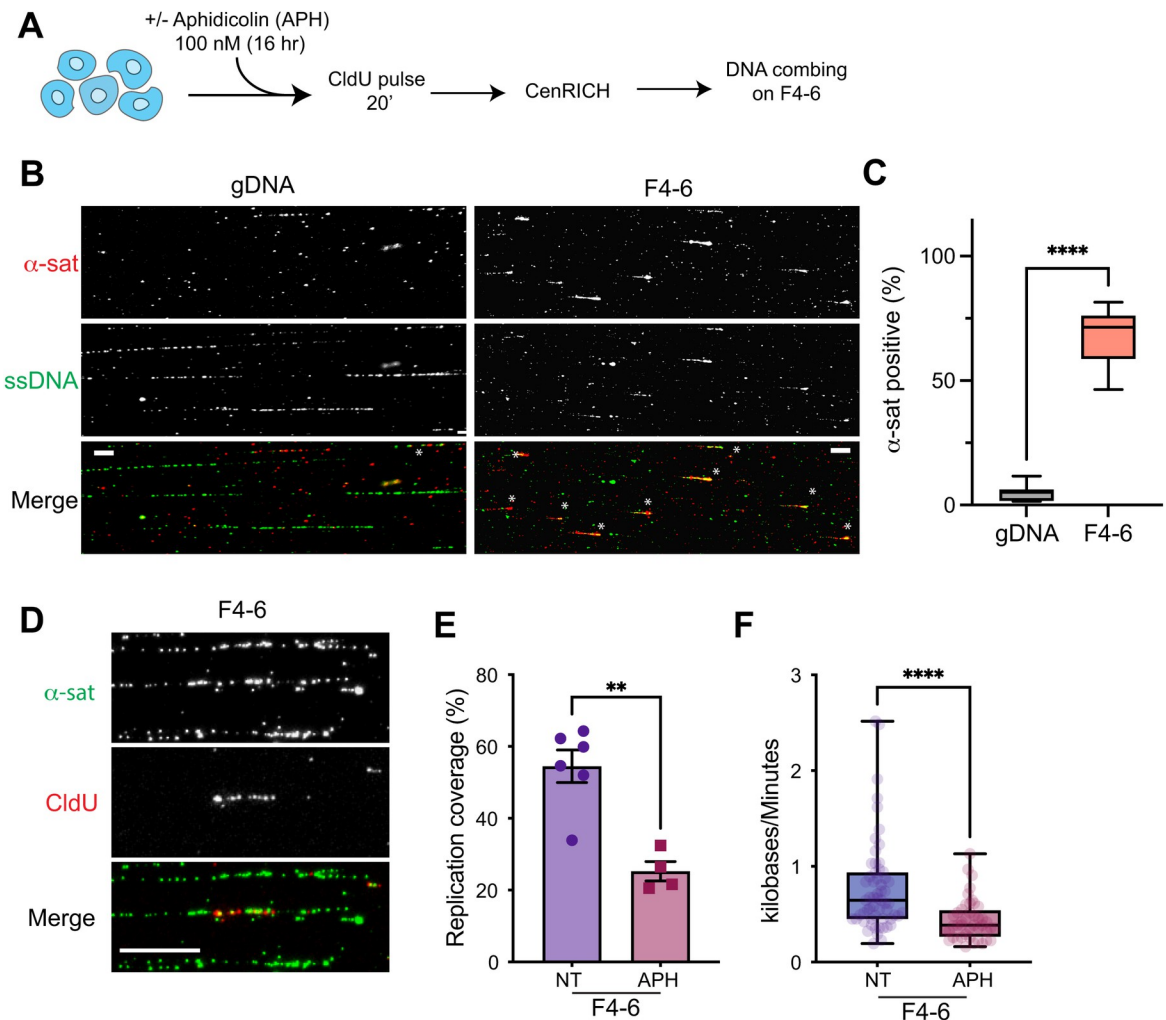 A
+/- Aphidicolin (APH)
100 nM (16 hr)
CldU pulse
20'
CenRICH
DNA combing
on F4-6
B
gDNA
F4-6
α-sat
ssDNA
Merge
*
* * * * * * * * *
C
α-sat positive (%)
100
50
0
****
gDNA
F4-6
D
F4-6
α-sat
CldU
Merge
E
Replication coverage (%)
80
60
40
20
0
**
NT
APH
F4-6
F
kilobases/Minutes
3
2
1
0
****
NT
APH
F4-6